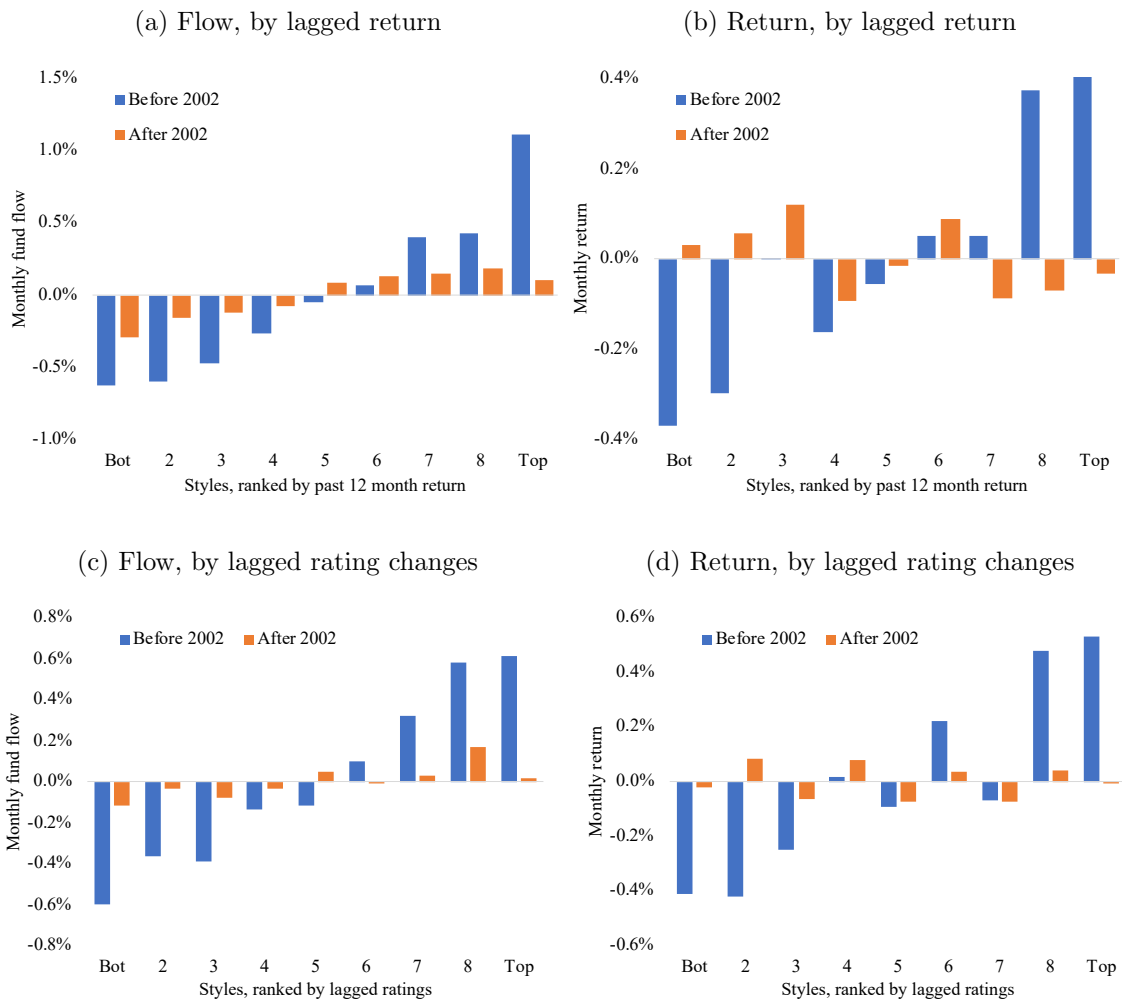 (a) Flow, by lagged return
1.5%
1.0%
0.5%
0.0%
-0.5%
-1.0%
Monthly fund flow
Before 2002
After 2002
Bot 2 3 4 5 6 7 8 Top
Styles, ranked by past 12 month return
(b) Return, by lagged return
0.4%
0.2%
0.0%
-0.2%
-0.4%
Monthly return
Before 2002
After 2002
Bot 2 3 4 5 6 7 8 Top
Styles, ranked by past 12 month return
(c) Flow, by lagged rating changes
0.8%
0.6%
0.4%
0.2%
0.0%
-0.2%
-0.4%
-0.6%
-0.8%
Monthly fund flow
Before 2002 After 2002
Bot 2 3 4 5 6 7 8 Top
Styles, ranked by lagged ratings
(d) Return, by lagged rating changes
0.6%
0.4%
0.2%
0.0%
-0.2%
-0.4%
-0.6%
Monthly return
Before 2002 After 2002
Bot 2 3 4 5 6 7 8 Top
Styles, ranked by lagged ratings